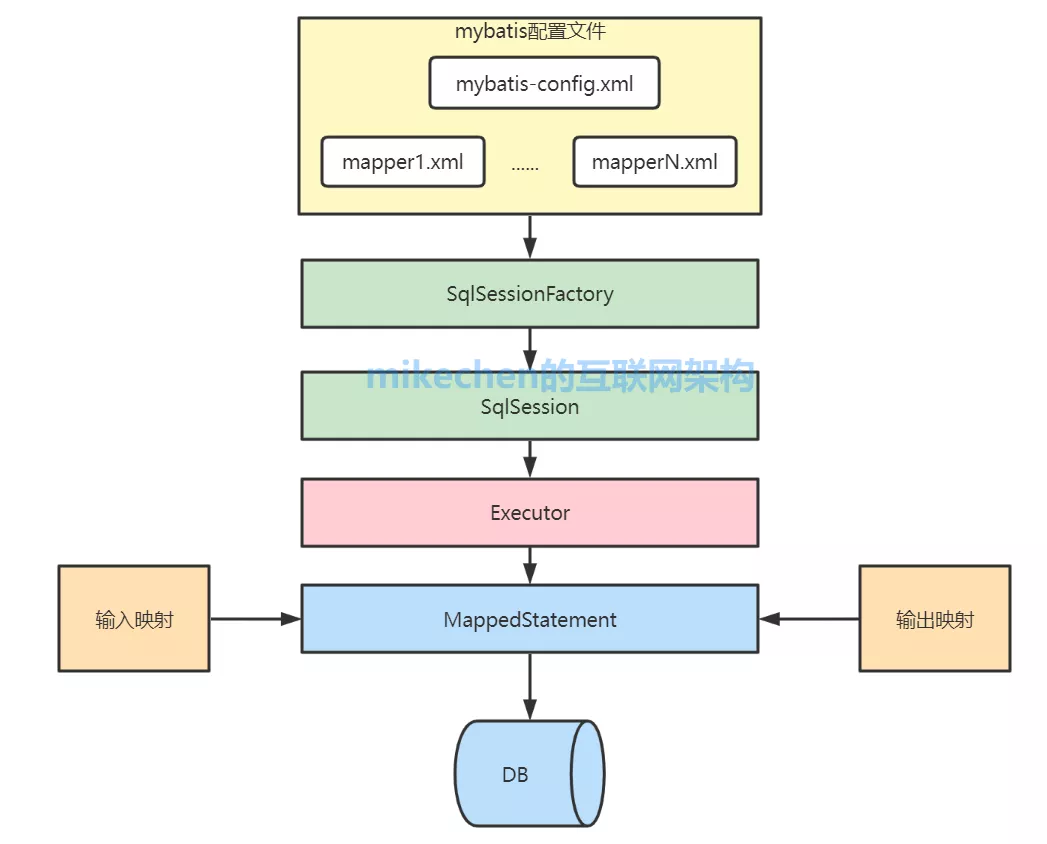 mybatis配置文件
mybatis-config.xml
mapper1.xml
......
mapperN.xml
SqlSessionFactory
mikechen的互联网架构
SqlSession
Executor
输入映射
MappedStatement
输出映射
DB